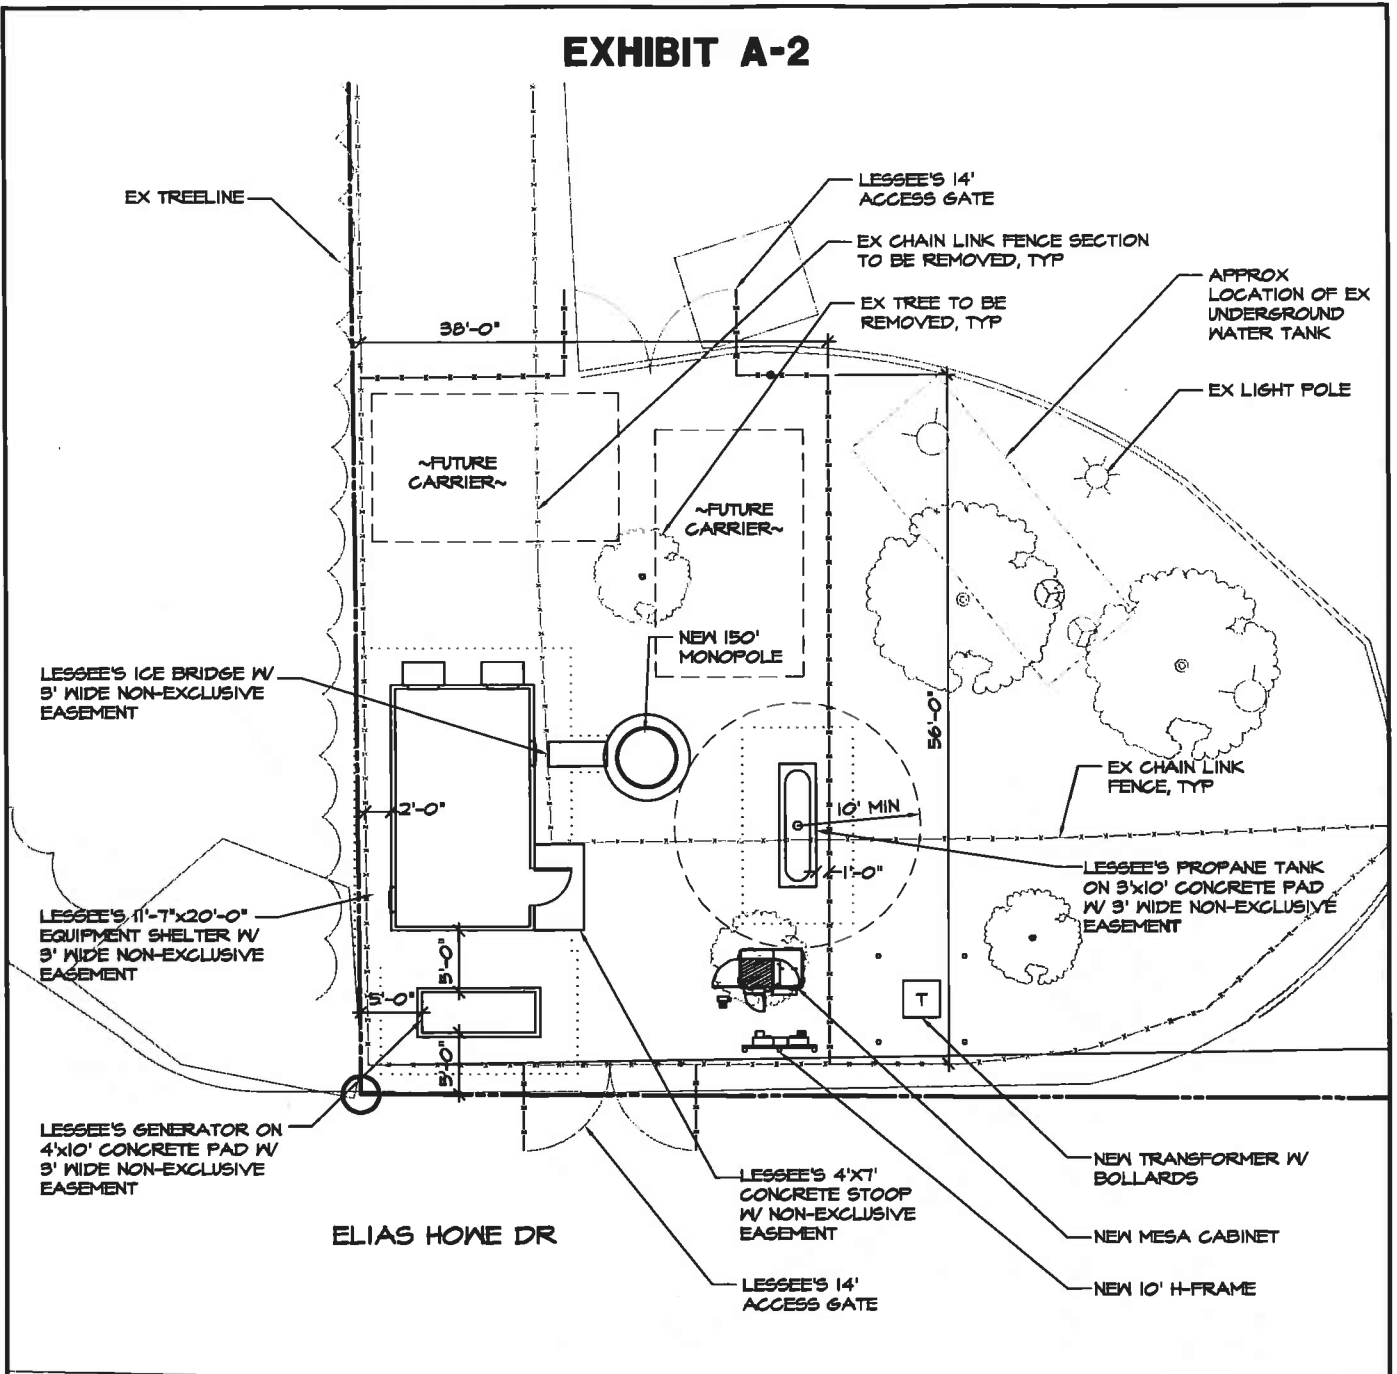 EXHIBIT A-2
EX TREELINE
LESSEE'S 14'
ACCESS GATE
EX CHAIN LINK FENCE SECTION
TO BE REMOVED, TYP
EX TREE TO BE
REMOVED, TYP
APPROX
LOCATION OF EX
UNDERGROUND
WATER TANK
EX LIGHT POLE
38'-0"
~FUTURE
CARRIER~
~FUTURE
CARRIER~
NEW 150'
MONOPOLE
LESSEE'S ICE BRIDGE W/
3' WIDE NON-EXCLUSIVE
EASEMENT
56'-0"
EX CHAIN LINK
FENCE, TYP
2'-0"
10' MIN
1'-0"
LESSEE'S PROPANE TANK
ON 3'x10' CONCRETE PAD
W/ 3' WIDE NON-EXCLUSIVE
EASEMENT
LESSEE'S 11'-7"x20'-0"
EQUIPMENT SHELTER W/
3' WIDE NON-EXCLUSIVE
EASEMENT
5'-0"
5'-0"
5'-0"
T
LESSEE'S GENERATOR ON
4'x10' CONCRETE PAD W/
3' WIDE NON-EXCLUSIVE
EASEMENT
ELIAS HOWE DR
LESSEE'S 4'X7'
CONCRETE STOOP
W/ NON-EXCLUSIVE
EASEMENT
LESSEE'S 14'
ACCESS GATE
NEW TRANSFORMER W/
BOLLARDS
NEW MESA CABINET
NEW 10' H-FRAME